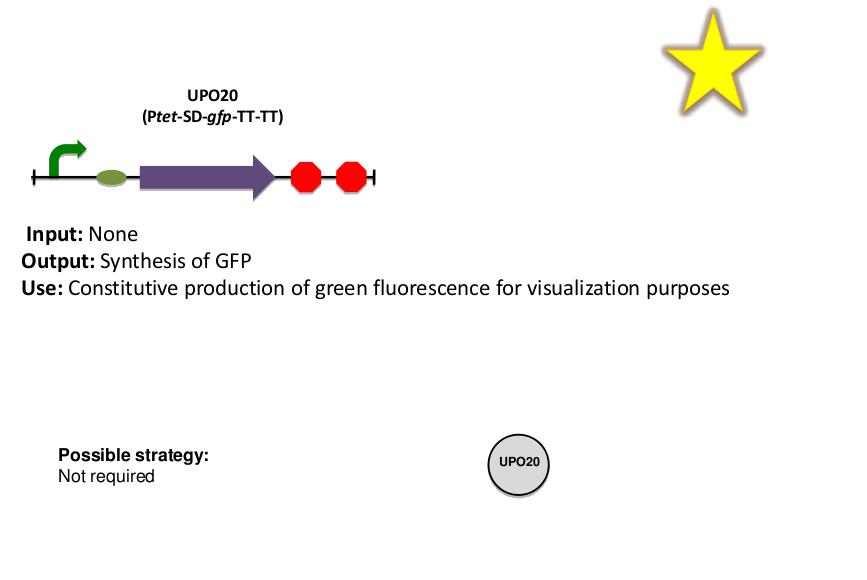 UPO20
(Ptet-SD-gfp-TT-TT)
Input: None
Output: Synthesis of GFP
Use: Constitutive production of green fluorescence for visualization purposes
Possible strategy:
Not required
UPO20